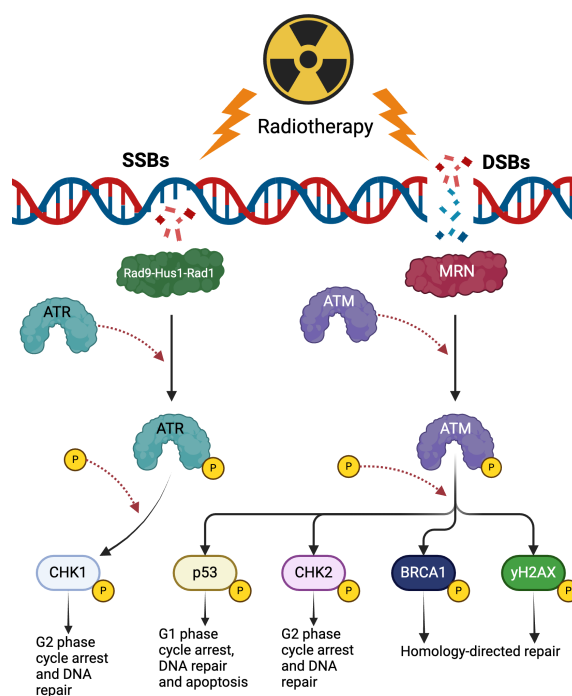 Radiotherapy
SSBs
DSBs
Rad9-Hus1-Rad1
MRN
ATR
ATM
ATR
ATM
P
P
P
P
CHK1
p53
CHK2
BRCA1
yH2AX
P
P
P
P
P
G2 phase
cycle arrest and DNA
repair
G1 phase
cycle arrest,
DNA repair
and apoptosis
G2 phase
cycle arrest
and DNA
repair
Homology-directed repair